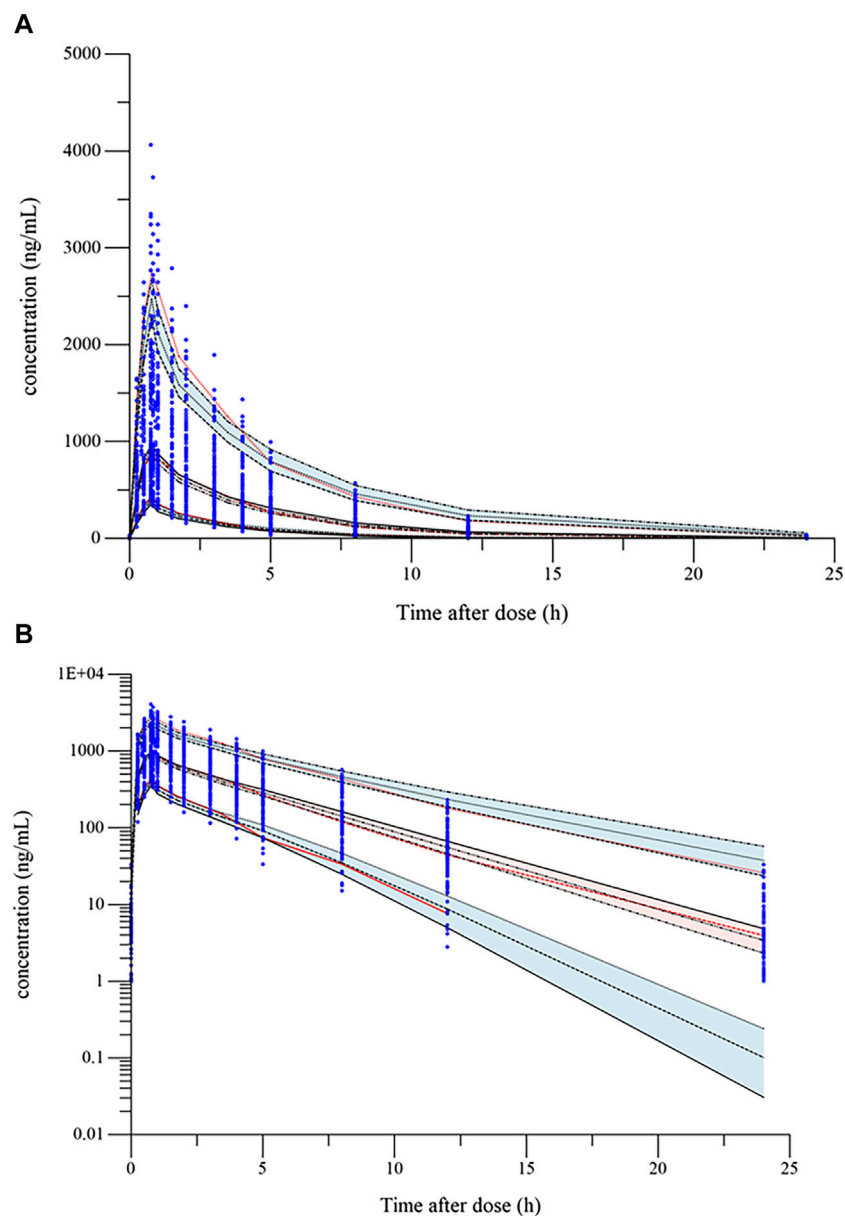 A
5000
4000
3000
2000
1000
0
concentration (ng/mL)
0 5 10 15 20 25
Time after dose (h)
B
1E+04
1000
100
10
1
0.1
0.01
concentration (ng/mL)
0 5 10 15 20 25
Time after dose (h)